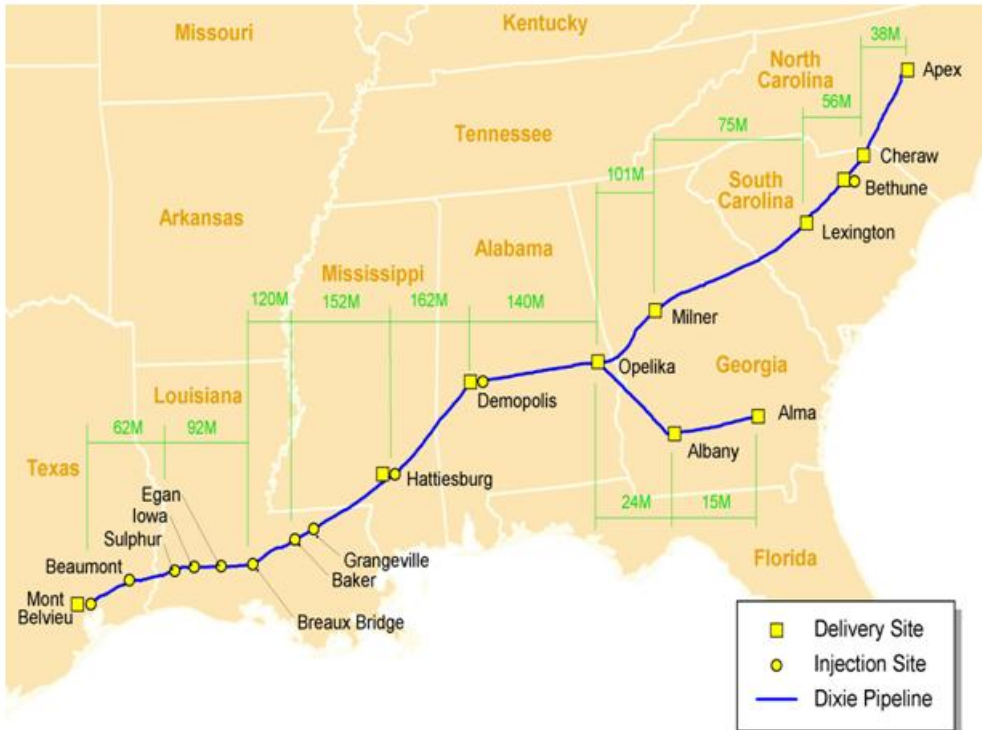 Missouri
Kentucky
38M
North
Carolina
Apex
56M
Tennessee
75M
Cheraw
101M
South
Carolina
Bethune
Arkansas
Lexington
Alabama
Mississippi
120M
152M
162M
140M
Milner
Opelika
Georgia
Louisiana
Demopolis
Alma
62M
92M
Albany
Texas
Hattiesburg
Egan
Iowa
Sulphur
24M
15M
Beaumont
Grangeville
Baker
Florida
Mont
Belvieu
Breaux Bridge
Delivery Site
Injection Site
Dixie Pipeline